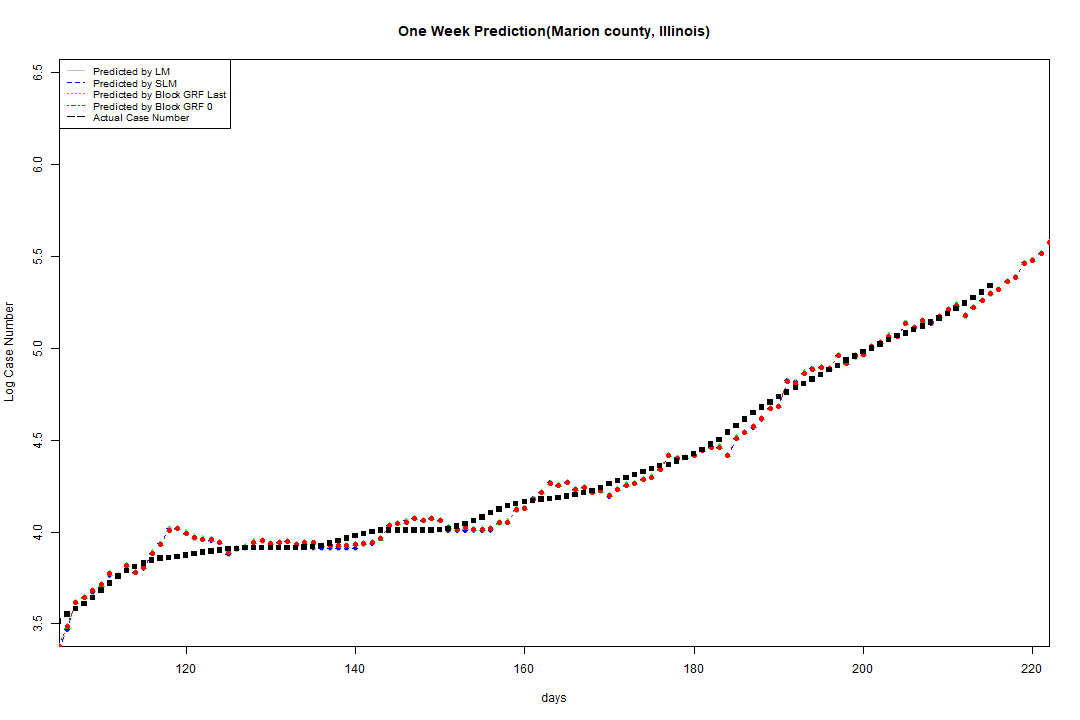 One Week Prediction(Marion county, Illinois)
Predicted by LM
Predicted by SLM
Predicted by Block GRF Last
Predicted by Block GRF 0
Actual Case Number
6.5
6.0
5.5
5.0
4.5
4.0
3.5
Log Case Number
120 140 160 180 200 220
days